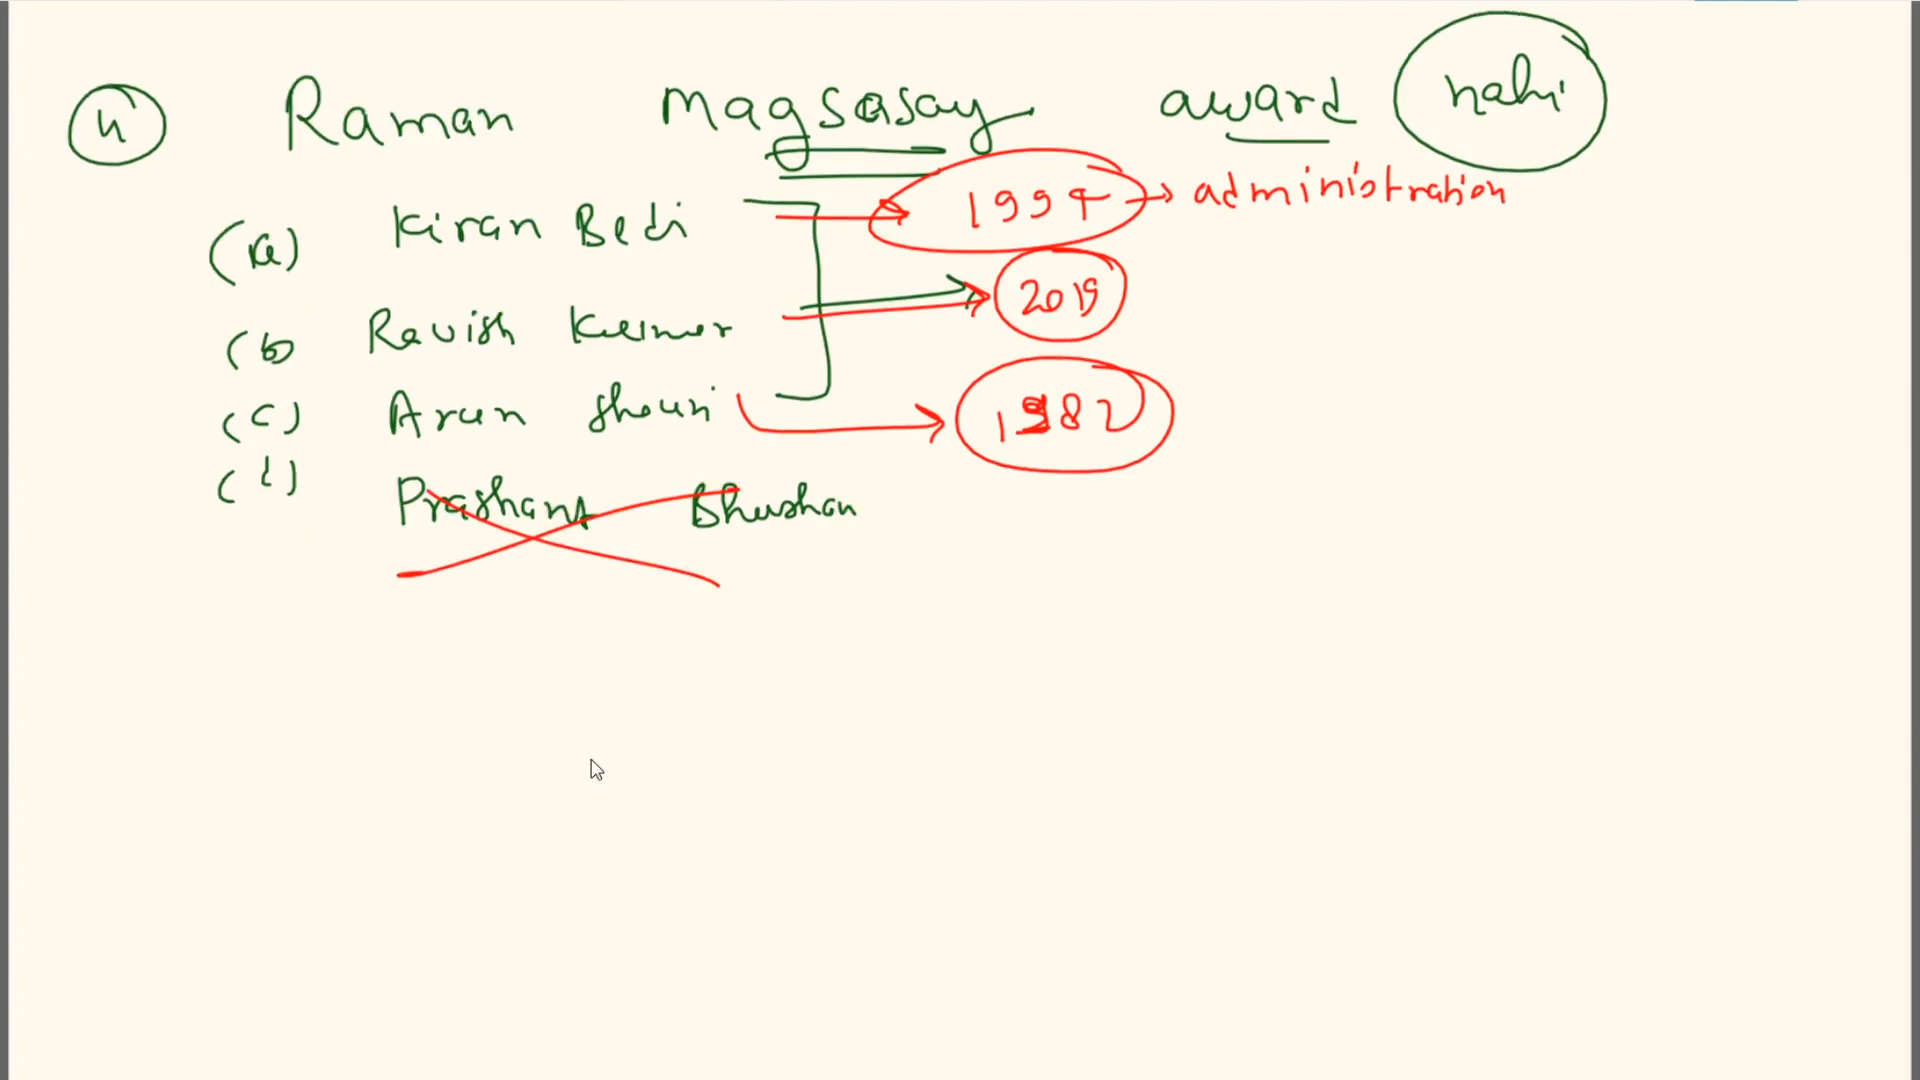 4 Raman Magsasay award nahi
(a) Kiran Bedi 1994 → administration
(b) Ravish Kumar 2019
(c) Arun Shouri 1982
(d) Prashant Bhushan